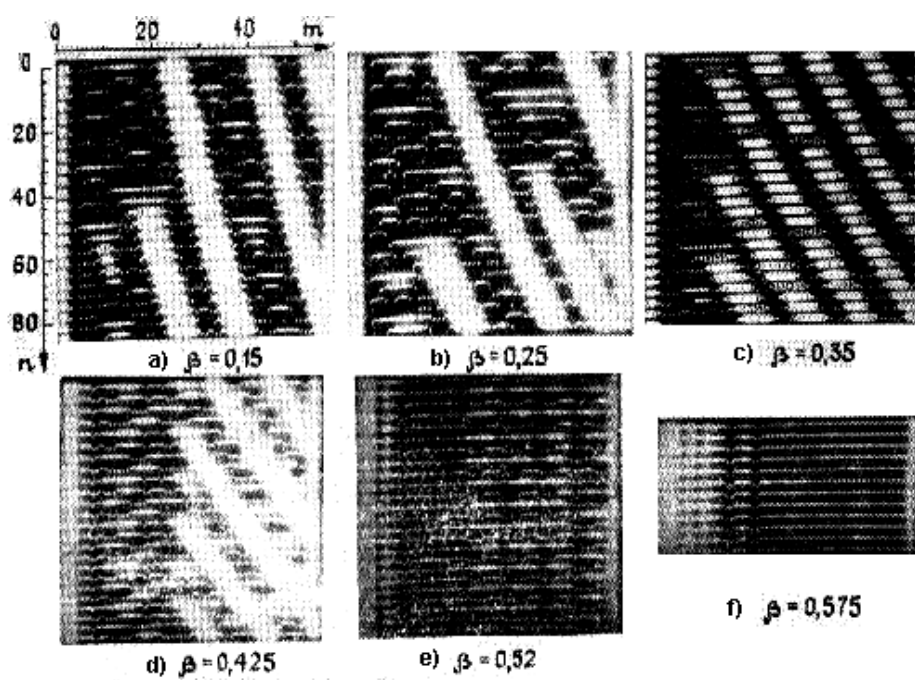 0 20 40 m
0
20
40
60
80
n
a) β = 0,15
b) β = 0,25
c) β = 0,35
d) β = 0,425
e) β = 0,52
f) β = 0,575